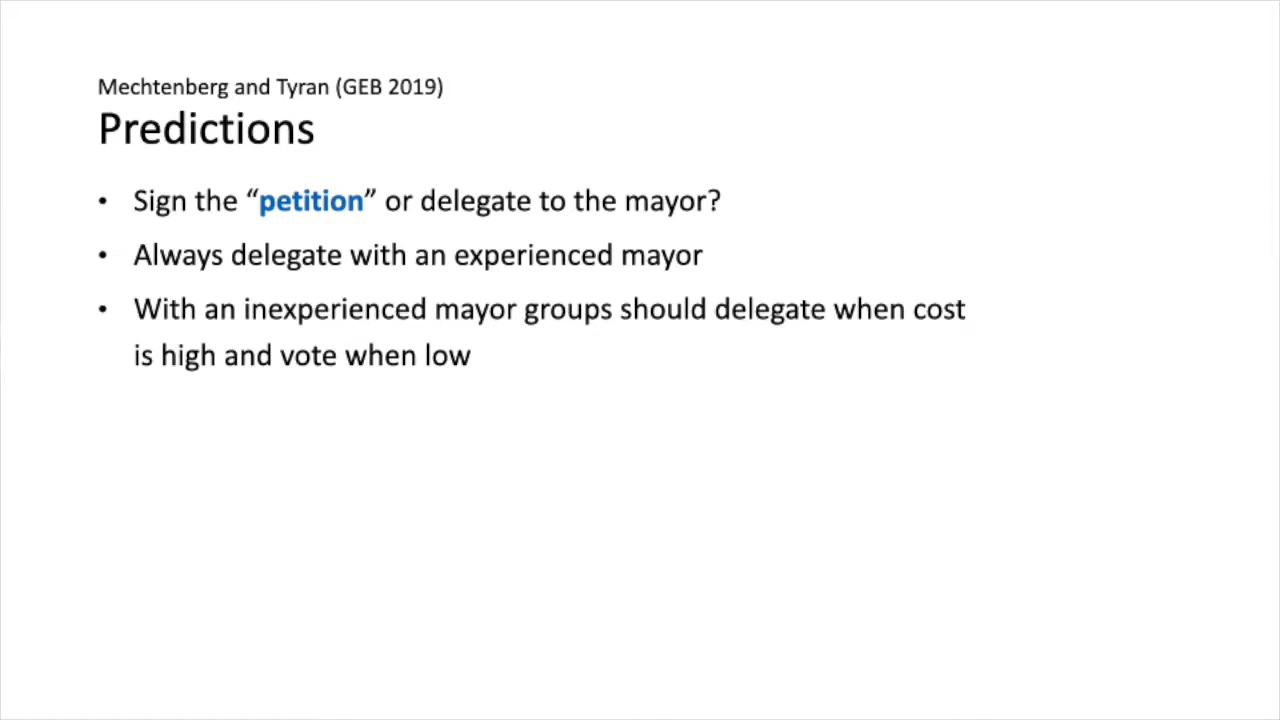 Mechtenberg and Tyran (GEB 2019)
Predictions
• Sign the “petition” or delegate to the mayor?
• Always delegate with an experienced mayor
• With an inexperienced mayor groups should delegate when cost
is high and vote when low